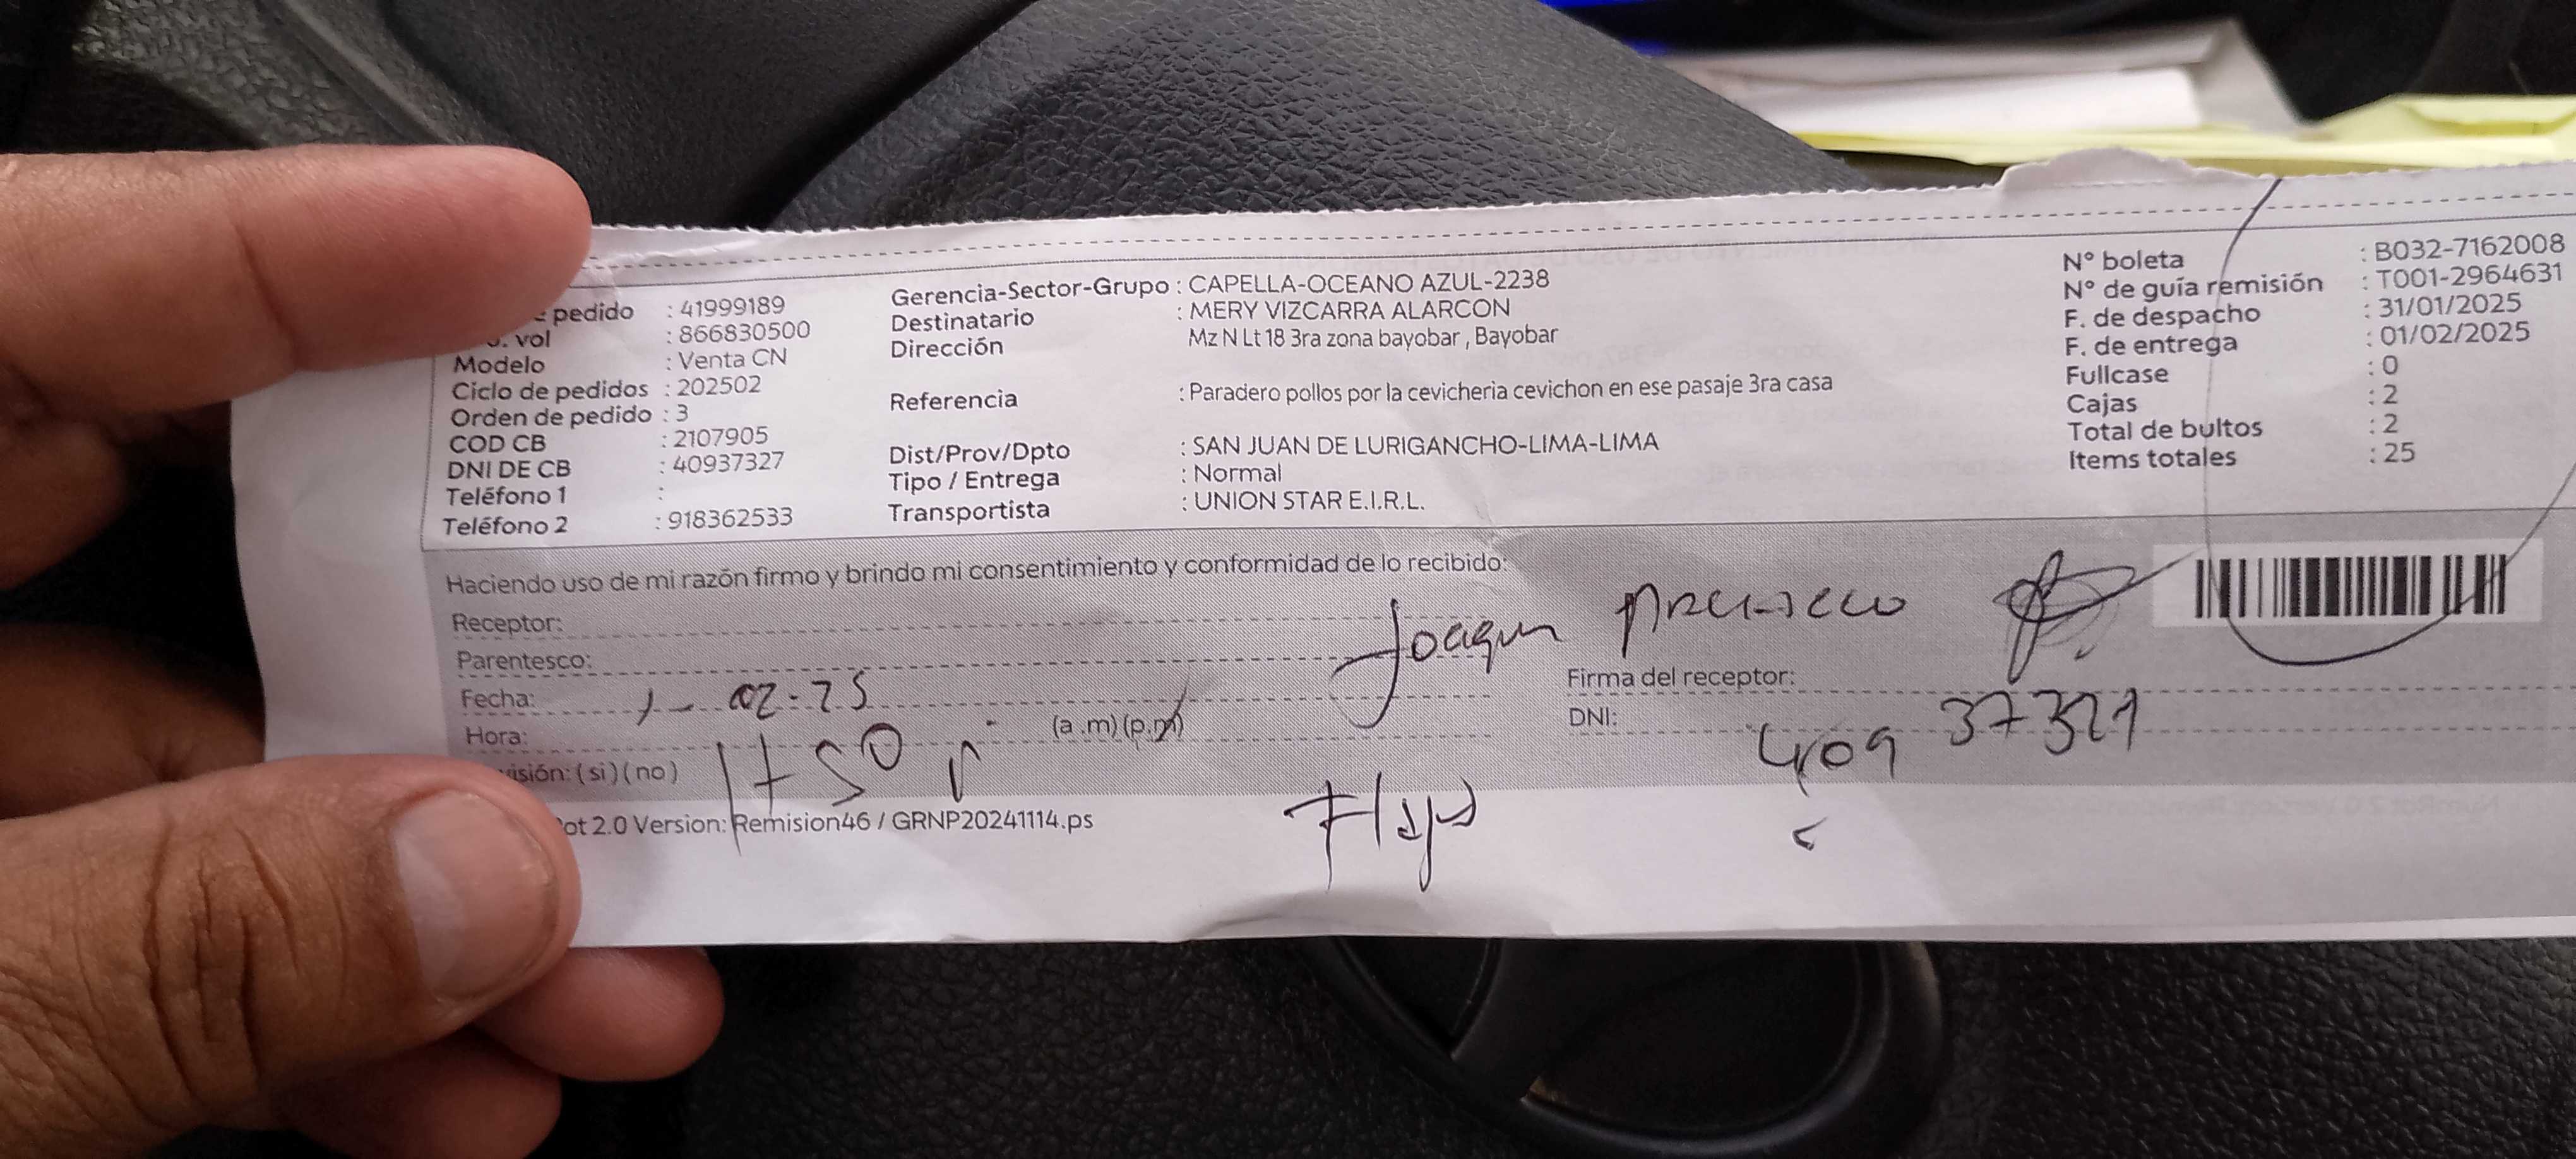 pedido : 41999189
. vol : 866830500
Modelo : Venta CN
Ciclo de pedidos : 202502
Orden de pedido : 3
COD CB : 2107905
DNI DE CB : 40937327
Teléfono 1 :
Teléfono 2 : 918362533
Gerencia-Sector-Grupo : CAPELLA-OCEANO AZUL-2238
Destinatario : MERY VIZCARRA ALARCON
Dirección Mz N Lt 18 3ra zona bayobar , Bayobar
Referencia : Paradero pollos por la cevicheria cevichon en ese pasaje 3ra casa
Dist/Prov/Dpto : SAN JUAN DE LURIGANCHO-LIMA-LIMA
Tipo / Entrega : Normal
Transportista : UNION STAR E.I.R.L.
N° boleta : B032-7162008
N° de guía remisión : T001-2964631
F. de despacho : 31/01/2025
F. de entrega : 01/02/2025
Fullcase : 0
Cajas : 2
Total de bultos : 2
Items totales : 25
Haciendo uso de mi razón firmo y brindo mi consentimiento y conformidad de lo recibido:
Receptor: Joaquin
Parentesco:
Fecha: 1-02-25
Hora: (a .m) (p.m)
visión: ( si ) ( no )
Firma del receptor:
DNI: 409 37321
ot 2.0 Version: Remision46 / GRNP20241114.ps